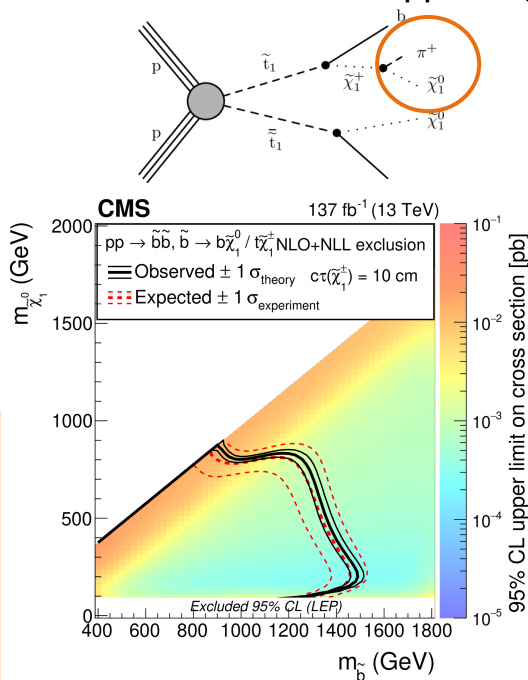 b
π⁺
p
t̃₁
χ̃₁⁺
χ̃₁⁰
χ̃₁⁰
p
t̃̄₁
CMS
137 fb⁻¹ (13 TeV)
pp → b̃b̃, b̃ → bχ̃₁⁰ / tχ̃₁± NLO+NLL exclusion
Observed ± 1 σtheory
cτ(χ̃₁±) = 10 cm
Expected ± 1 σexperiment
m χ̃₁⁰ (GeV)
2000
1500
1000
500
0
Excluded 95% CL (LEP)
400 600 800 1000 1200 1400 1600 1800
m b̃ (GeV)
10⁻¹
10⁻²
10⁻³
10⁻⁴
10⁻⁵
95% CL upper limit on cross section [pb]